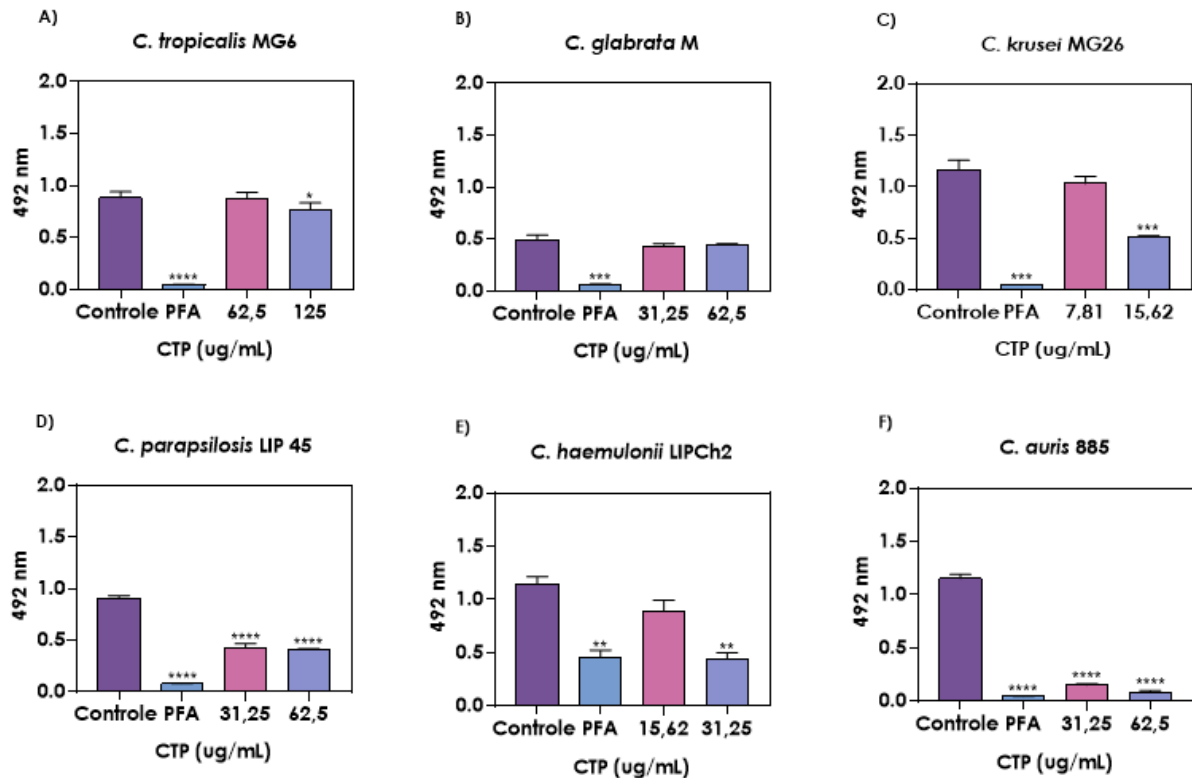 A)
C. tropicalis MG6
2.0
1.5
1.0
0.5
0.0
492 nm
*
****
Controle PFA 62,5 125
CTP (ug/mL)
B)
C. glabrata M
2.0
1.5
1.0
0.5
0.0
492 nm
***
Controle PFA 31,25 62,5
CTP (ug/mL)
C)
C. krusei MG26
2.0
1.5
1.0
0.5
0.0
492 nm
***
***
Controle PFA 7,81 15,62
CTP (ug/mL)
D)
C. parapsilosis LIP 45
2.0
1.5
1.0
0.5
0.0
492 nm
**** ****
****
Controle PFA 31,25 62,5
CTP (ug/mL)
E)
C. haemulonii LIPCh2
2.0
1.5
1.0
0.5
0.0
492 nm
** **
Controle PFA 15,62 31,25
CTP (ug/mL)
F)
C. auris 885
2.0
1.5
1.0
0.5
0.0
492 nm
**** **** ****
Controle PFA 31,25 62,5
CTP (ug/mL)